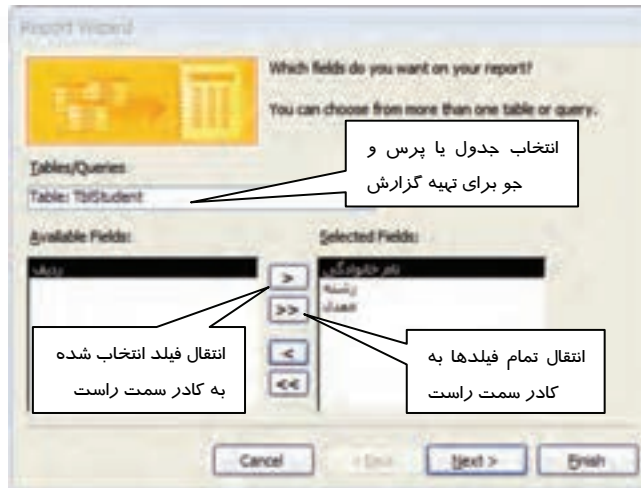 Report Wizard
Which fields do you want on your report?
You can choose from more than one table or query.
انتخاب جدول یا پرس و
جو برای تهیه گزارش
Tables/Queries
Table: TblStudent
Available Fields:
Selected Fields:
ردیف
نام خانوادگی
رشته
معدل
>
>>
<
<<
انتقال فیلد انتخاب شده
به کادر سمت راست
انتقال تمام فیلدها به
کادر سمت راست
Cancel
< Back
Next >
Finish